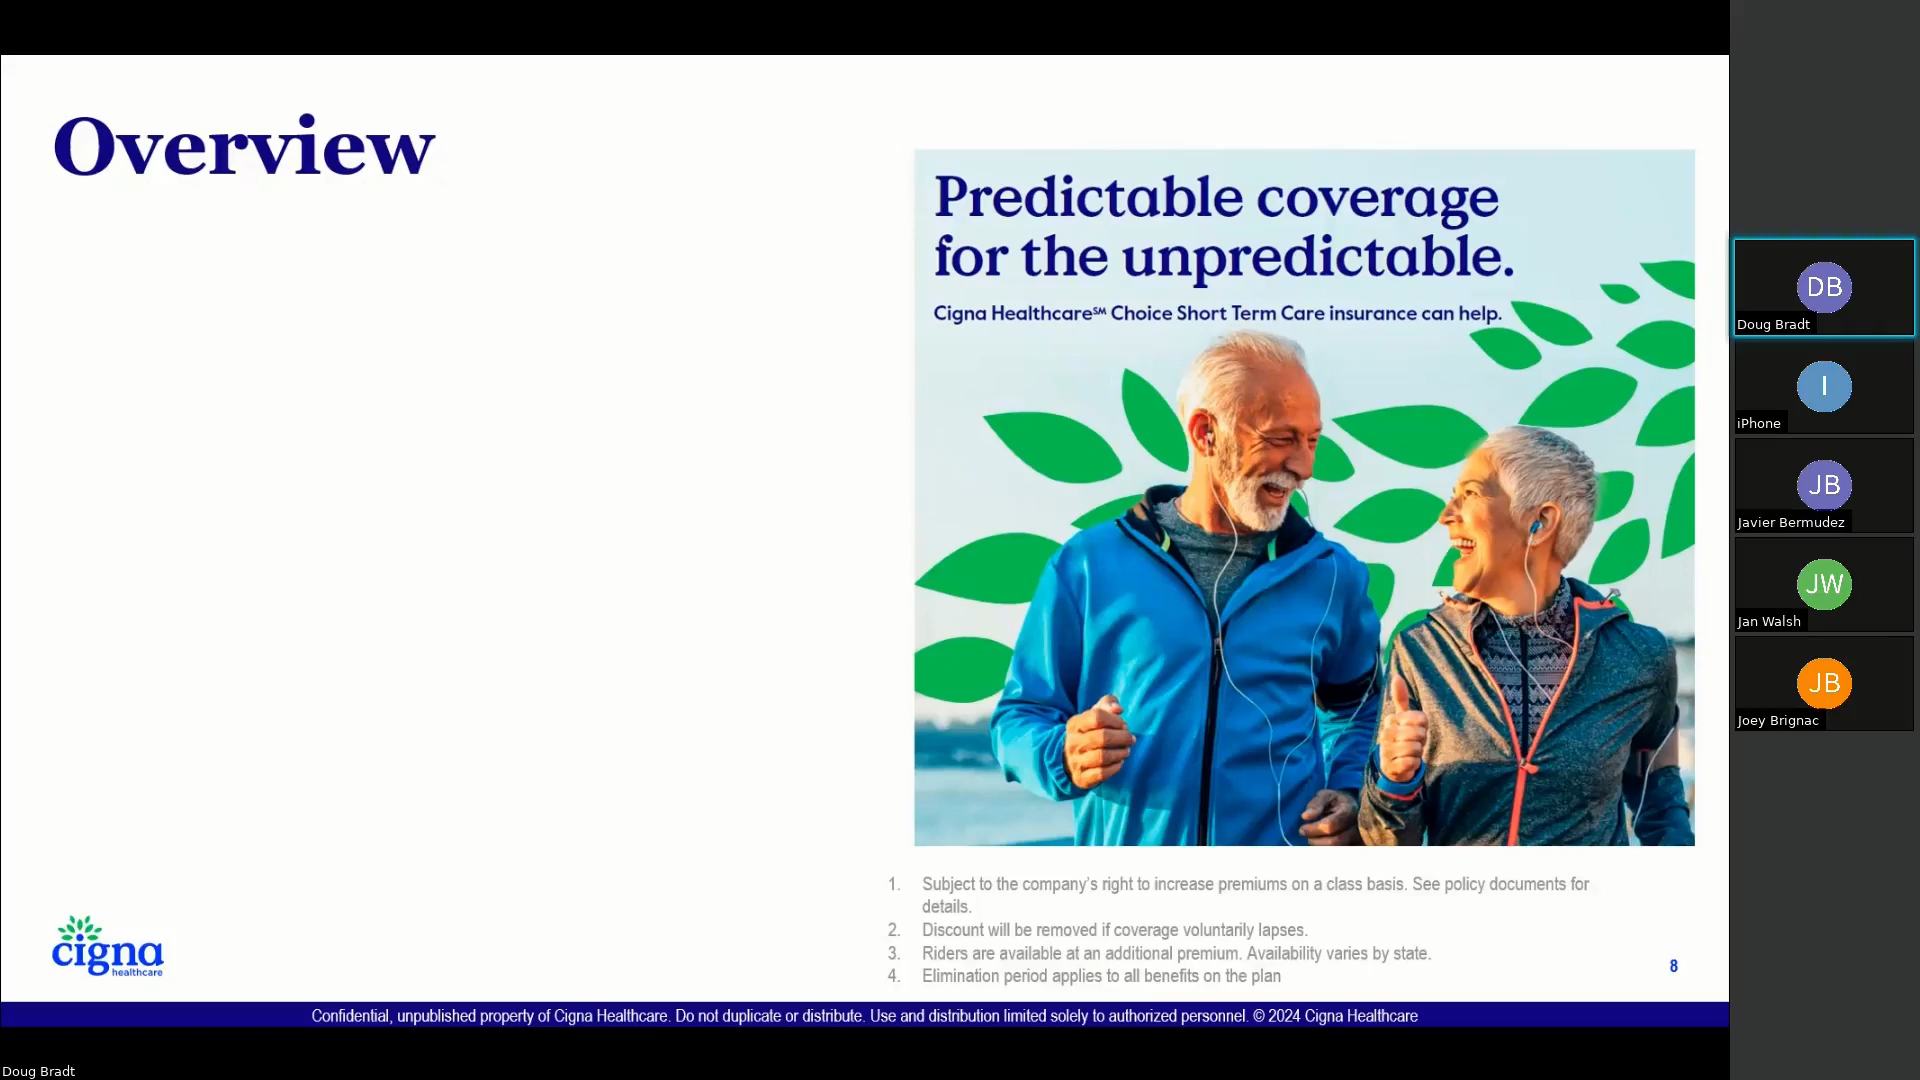 Overview
Predictable coverage
for the unpredictable.
Cigna Healthcare℠ Choice Short Term Care insurance can help.
1. Subject to the company's right to increase premiums on a class basis. See policy documents for
details.
2. Discount will be removed if coverage voluntarily lapses.
3. Riders are available at an additional premium. Availability varies by state.
4. Elimination period applies to all benefits on the plan
cigna
healthcare
8
Confidential, unpublished property of Cigna Healthcare. Do not duplicate or distribute. Use and distribution limited solely to authorized personnel. © 2024 Cigna Healthcare
Doug Bradt
DB
Doug Bradt
I
iPhone
JB
Javier Bermudez
JW
Jan Walsh
JB
Joey Brignac